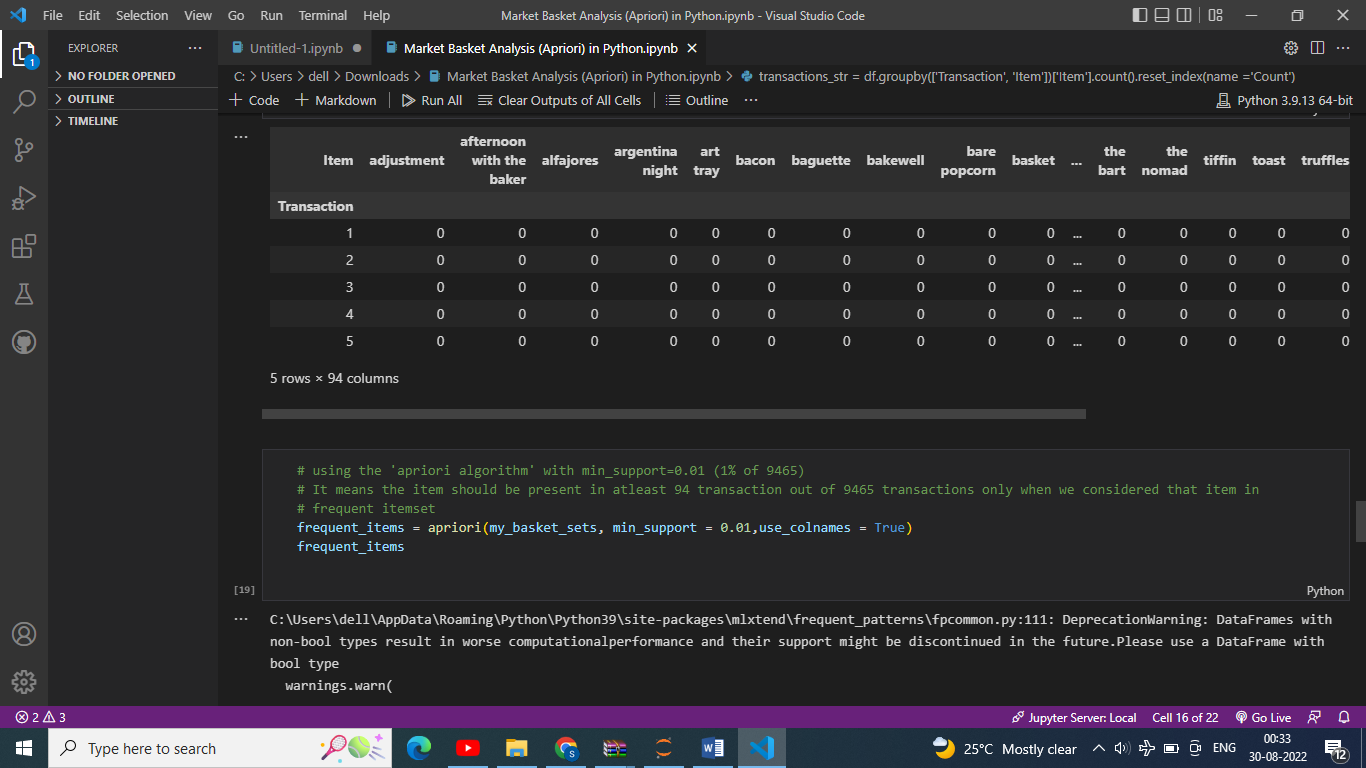 File Edit Selection View Go Run Terminal Help
Market Basket Analysis (Apriori) in Python.ipynb - Visual Studio Code
EXPLORER
NO FOLDER OPENED
OUTLINE
TIMELINE
1
Untitled-1.ipynb
Market Basket Analysis (Apriori) in Python.ipynb
C: > Users > dell > Downloads > Market Basket Analysis (Apriori) in Python.ipynb > transactions_str = df.groupby(['Transaction', 'Item'])['Item'].count().reset_index(name ='Count')
+ Code + Markdown Run All Clear Outputs of All Cells Outline ...
Python 3.9.13 64-bit
Item adjustment afternoon with the baker alfajores argentina night art tray bacon baguette bakewell bare popcorn basket ... the bart the nomad tiffin toast truffles
Transaction
1 0 0 0 0 0 0 0 0 0 0 ... 0 0 0 0 0
2 0 0 0 0 0 0 0 0 0 0 ... 0 0 0 0 0
3 0 0 0 0 0 0 0 0 0 0 ... 0 0 0 0 0
4 0 0 0 0 0 0 0 0 0 0 ... 0 0 0 0 0
5 0 0 0 0 0 0 0 0 0 0 ... 0 0 0 0 0
5 rows × 94 columns
# using the 'apriori algorithm' with min_support=0.01 (1% of 9465)
# It means the item should be present in atleast 94 transaction out of 9465 transactions only when we considered that item in
# frequent itemset
frequent_items = apriori(my_basket_sets, min_support = 0.01,use_colnames = True)
frequent_items
[19]
Python
C:\Users\dell\AppData\Roaming\Python\Python39\site-packages\mlxtend\frequent_patterns\fpcommon.py:111: DeprecationWarning: DataFrames with
non-bool types result in worse computationalperformance and their support might be discontinued in the future.Please use a DataFrame with
bool type
warnings.warn(
2 3
Jupyter Server: Local Cell 16 of 22 Go Live
Type here to search
25°C Mostly clear
ENG
00:33
30-08-2022
12